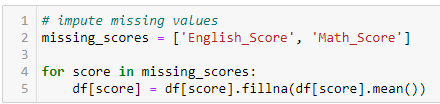 1 # impute missing values
2 missing_scores = ['English_Score', 'Math_Score']
3
4 for score in missing_scores:
5     df[score] = df[score].fillna(df[score].mean())